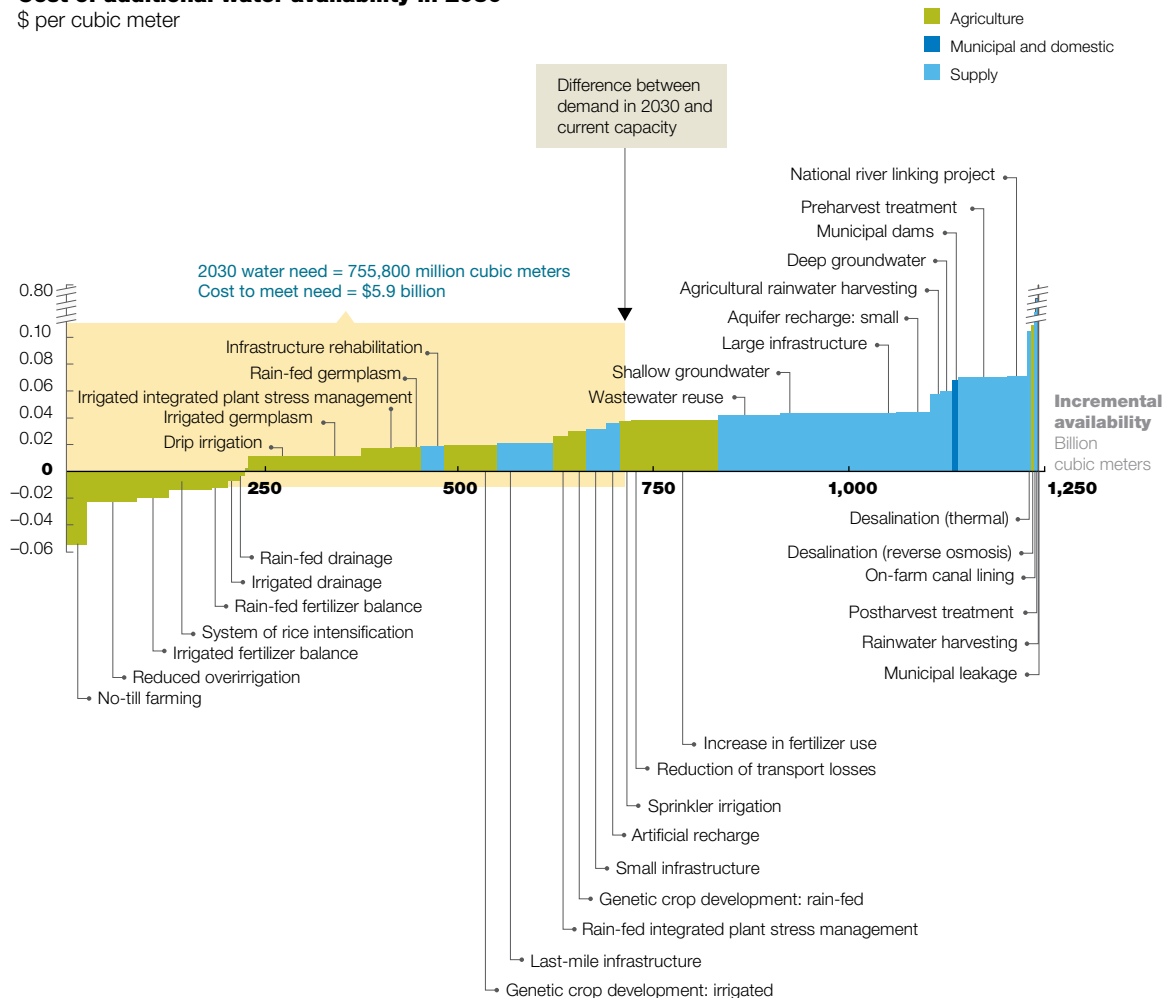 $ per cubic meter
Agriculture
Municipal and domestic
Supply
Difference between
demand in 2030 and
current capacity
National river linking project
Preharvest treatment
Municipal dams
Deep groundwater
Agricultural rainwater harvesting
Aquifer recharge: small
Large infrastructure
Shallow groundwater
Wastewater reuse
2030 water need = 755,800 million cubic meters
Cost to meet need = $5.9 billion
Infrastructure rehabilitation
Rain-fed germplasm
Irrigated integrated plant stress management
Irrigated germplasm
Drip irrigation
0.80
0.10
0.08
0.06
0.04
0.02
0
–0.02
–0.04
–0.06
250
500
750
1,000
1,250
Incremental
availability
Billion
cubic meters
Rain-fed drainage
Irrigated drainage
Rain-fed fertilizer balance
System of rice intensification
Irrigated fertilizer balance
Reduced overirrigation
No-till farming
Desalination (thermal)
Desalination (reverse osmosis)
On-farm canal lining
Postharvest treatment
Rainwater harvesting
Municipal leakage
Increase in fertilizer use
Reduction of transport losses
Sprinkler irrigation
Artificial recharge
Small infrastructure
Genetic crop development: rain-fed
Rain-fed integrated plant stress management
Last-mile infrastructure
Genetic crop development: irrigated